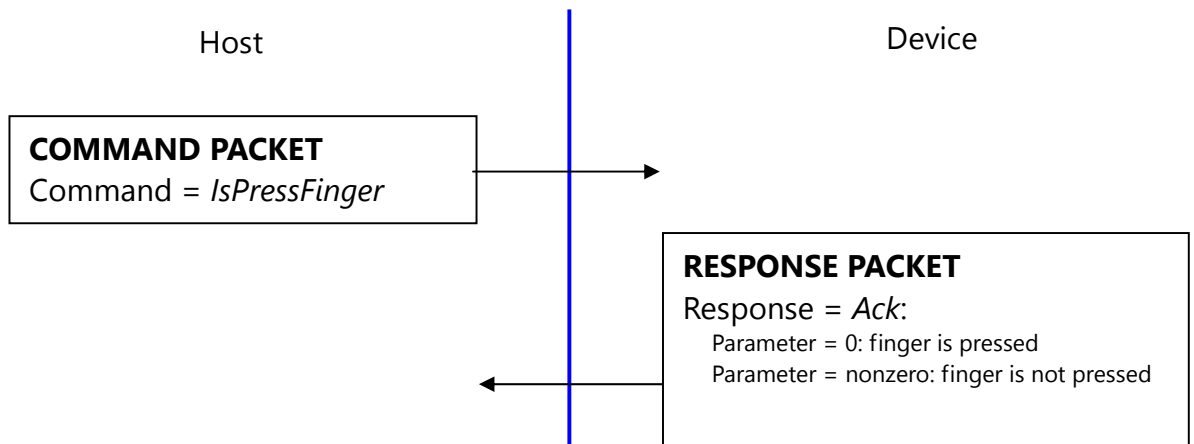 Host
Device
COMMAND PACKET
Command = IsPressFinger
RESPONSE PACKET
Response = Ack:
Parameter = 0: finger is pressed
Parameter = nonzero: finger is not pressed